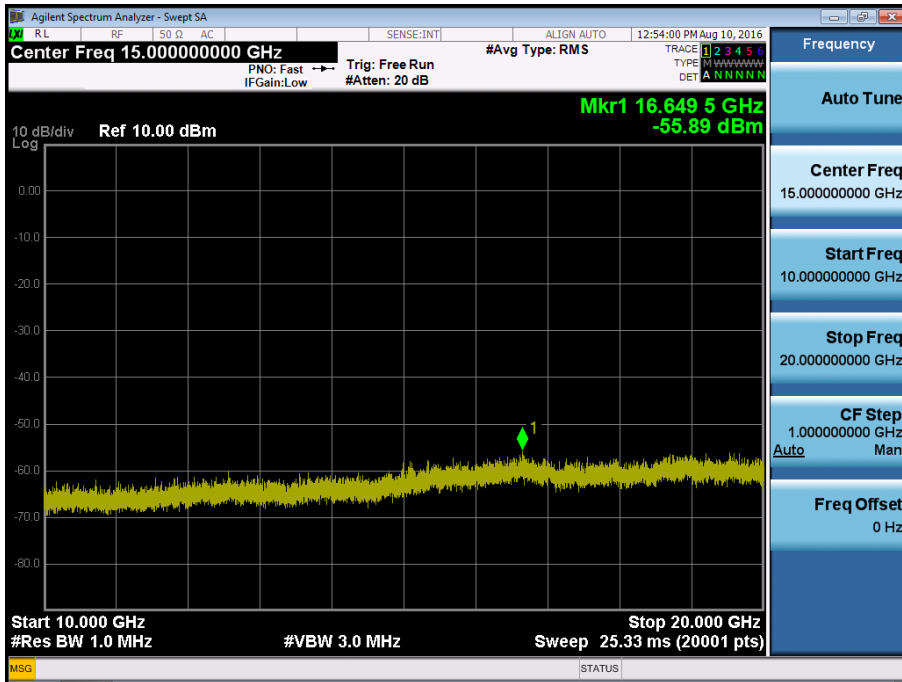 Agilent Spectrum Analyzer - Swept SA
LXI RL RF 50 Ω AC SENSE:INT ALIGN AUTO 12:54:00 PM Aug 10, 2016
Center Freq 15.000000000 GHz #Avg Type: RMS TRACE 1 2 3 4 5 6
PNO: Fast Trig: Free Run TYPE M WWWWW
IFGain:Low #Atten: 20 dB DET A N N N N N
Mkr1 16.649 5 GHz
10 dB/div Ref 10.00 dBm -55.89 dBm
Log
0.00
-10.0
-20.0
-30.0
-40.0
-50.0
1
-60.0
-70.0
-80.0
Start 10.000 GHz Stop 20.000 GHz
#Res BW 1.0 MHz #VBW 3.0 MHz Sweep 25.33 ms (20001 pts)
MSG STATUS
Frequency
Auto Tune
Center Freq
15.000000000 GHz
Start Freq
10.000000000 GHz
Stop Freq
20.000000000 GHz
CF Step
1.000000000 GHz
Auto Man
Freq Offset
0 Hz